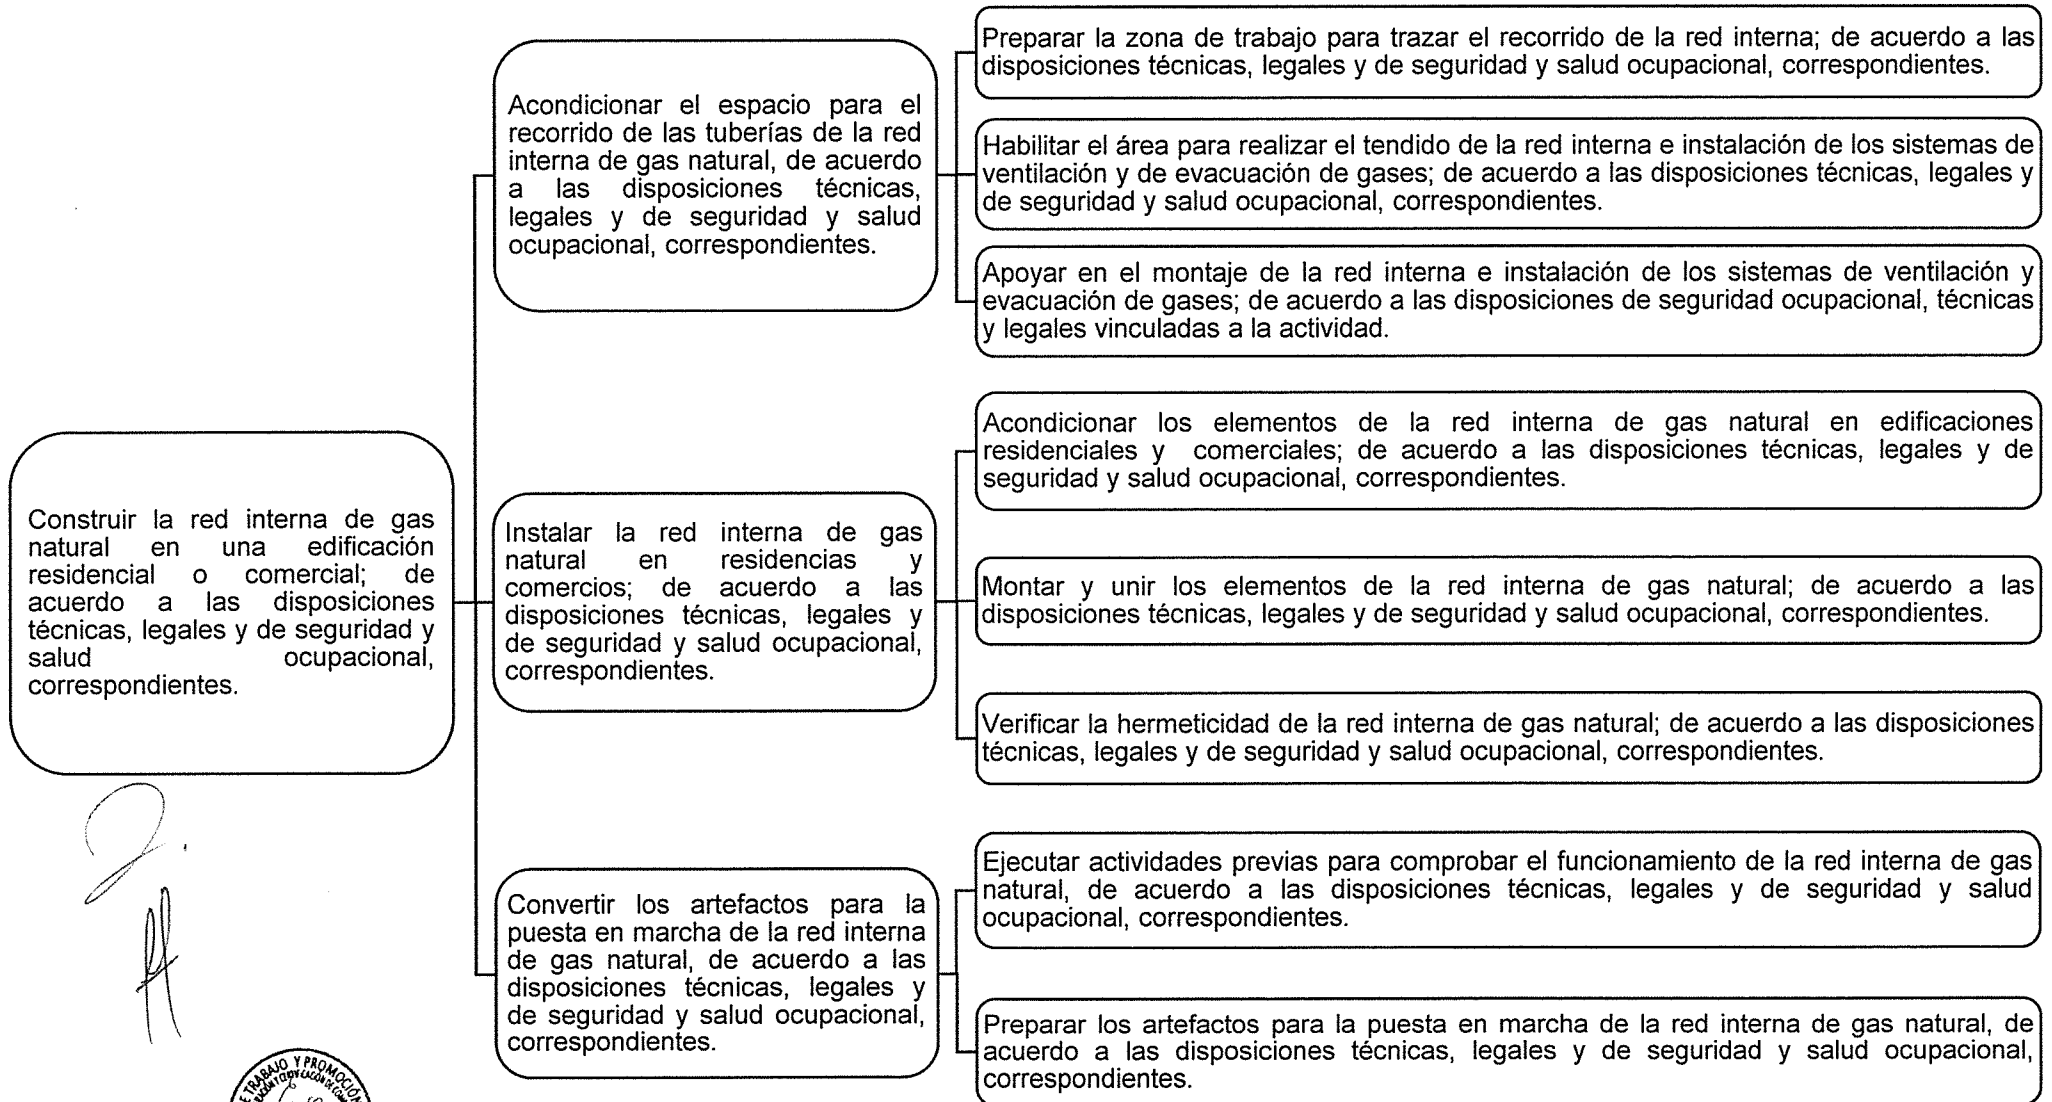 Construir la red interna de gas
natural en una edificación
residencial o comercial; de
acuerdo a las disposiciones
técnicas, legales y de seguridad y
salud ocupacional,
correspondientes.
Acondicionar el espacio para el
recorrido de las tuberías de la red
interna de gas natural, de acuerdo
a las disposiciones técnicas,
legales y de seguridad y salud
ocupacional, correspondientes.
Preparar la zona de trabajo para trazar el recorrido de la red interna; de acuerdo a las
disposiciones técnicas, legales y de seguridad y salud ocupacional, correspondientes.
Habilitar el área para realizar el tendido de la red interna e instalación de los sistemas de
ventilación y de evacuación de gases; de acuerdo a las disposiciones técnicas, legales y
de seguridad y salud ocupacional, correspondientes.
Apoyar en el montaje de la red interna e instalación de los sistemas de ventilación y
evacuación de gases; de acuerdo a las disposiciones de seguridad ocupacional, técnicas
y legales vinculadas a la actividad.
Instalar la red interna de gas
natural en residencias y
comercios; de acuerdo a las
disposiciones técnicas, legales y
de seguridad y salud ocupacional,
correspondientes.
Acondicionar los elementos de la red interna de gas natural en edificaciones
residenciales y comerciales; de acuerdo a las disposiciones técnicas, legales y de
seguridad y salud ocupacional, correspondientes.
Montar y unir los elementos de la red interna de gas natural; de acuerdo a las
disposiciones técnicas, legales y de seguridad y salud ocupacional, correspondientes.
Verificar la hermeticidad de la red interna de gas natural; de acuerdo a las disposiciones
técnicas, legales y de seguridad y salud ocupacional, correspondientes.
Convertir los artefactos para la
puesta en marcha de la red interna
de gas natural, de acuerdo a las
disposiciones técnicas, legales y
de seguridad y salud ocupacional,
correspondientes.
Ejecutar actividades previas para comprobar el funcionamiento de la red interna de gas
natural, de acuerdo a las disposiciones técnicas, legales y de seguridad y salud
ocupacional, correspondientes.
Preparar los artefactos para la puesta en marcha de la red interna de gas natural, de
acuerdo a las disposiciones técnicas, legales y de seguridad y salud ocupacional,
correspondientes.
TRABAJO Y PROMOCIÓN